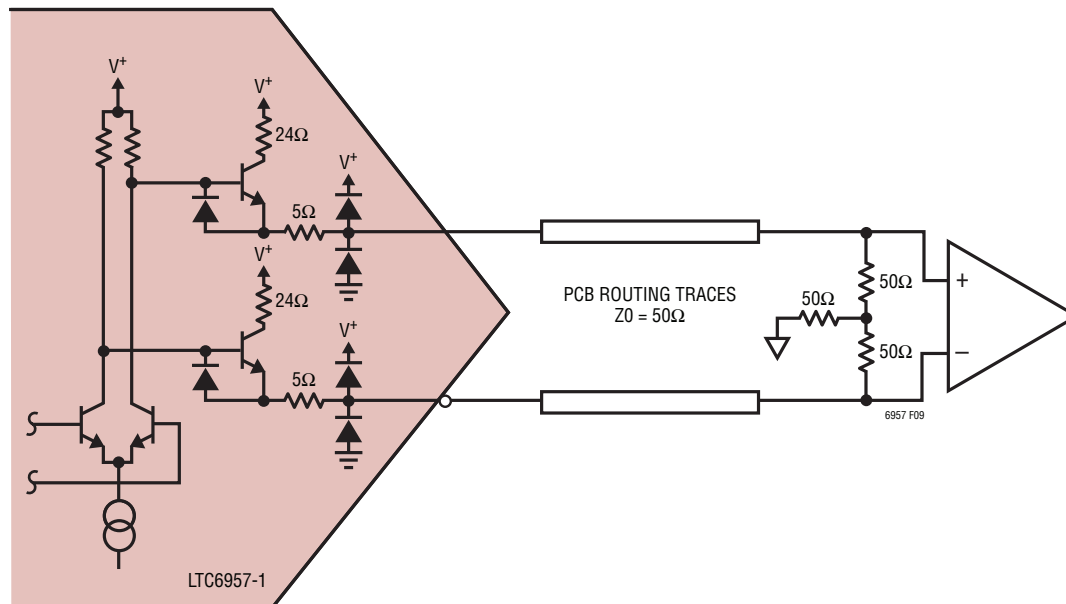 V+
V+
24Ω
V+
5Ω
V+
24Ω
V+
5Ω
LTC6957-1
PCB ROUTING TRACES
Z0 = 50Ω
50Ω
50Ω
50Ω
+
−
6957 F09